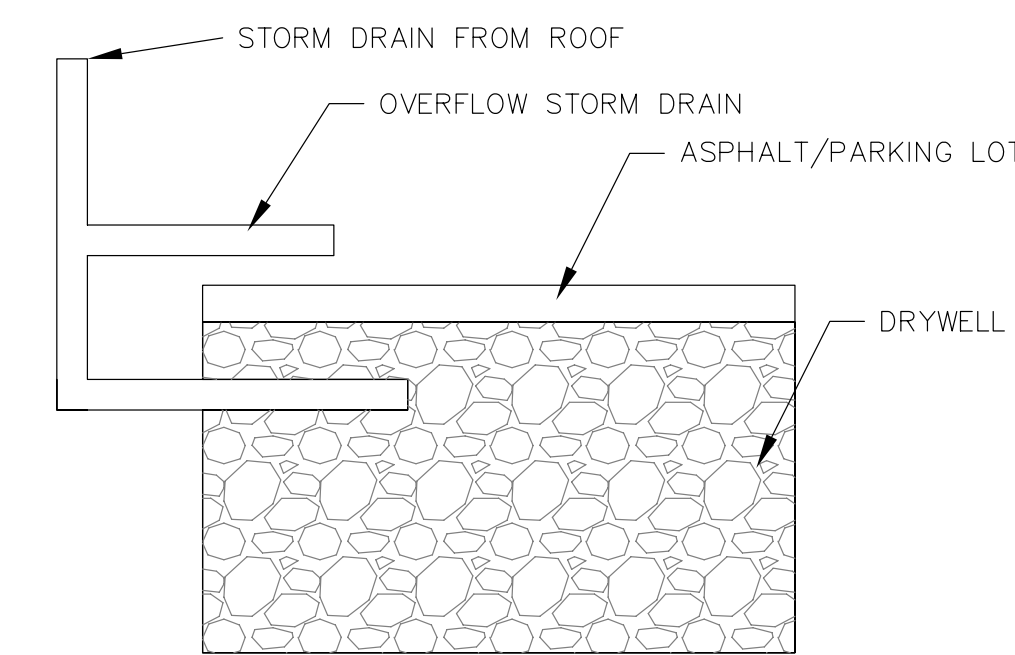 STORM DRAIN FROM ROOF
OVERFLOW STORM DRAIN
ASPHALT/PARKING LOT
DRYWELL